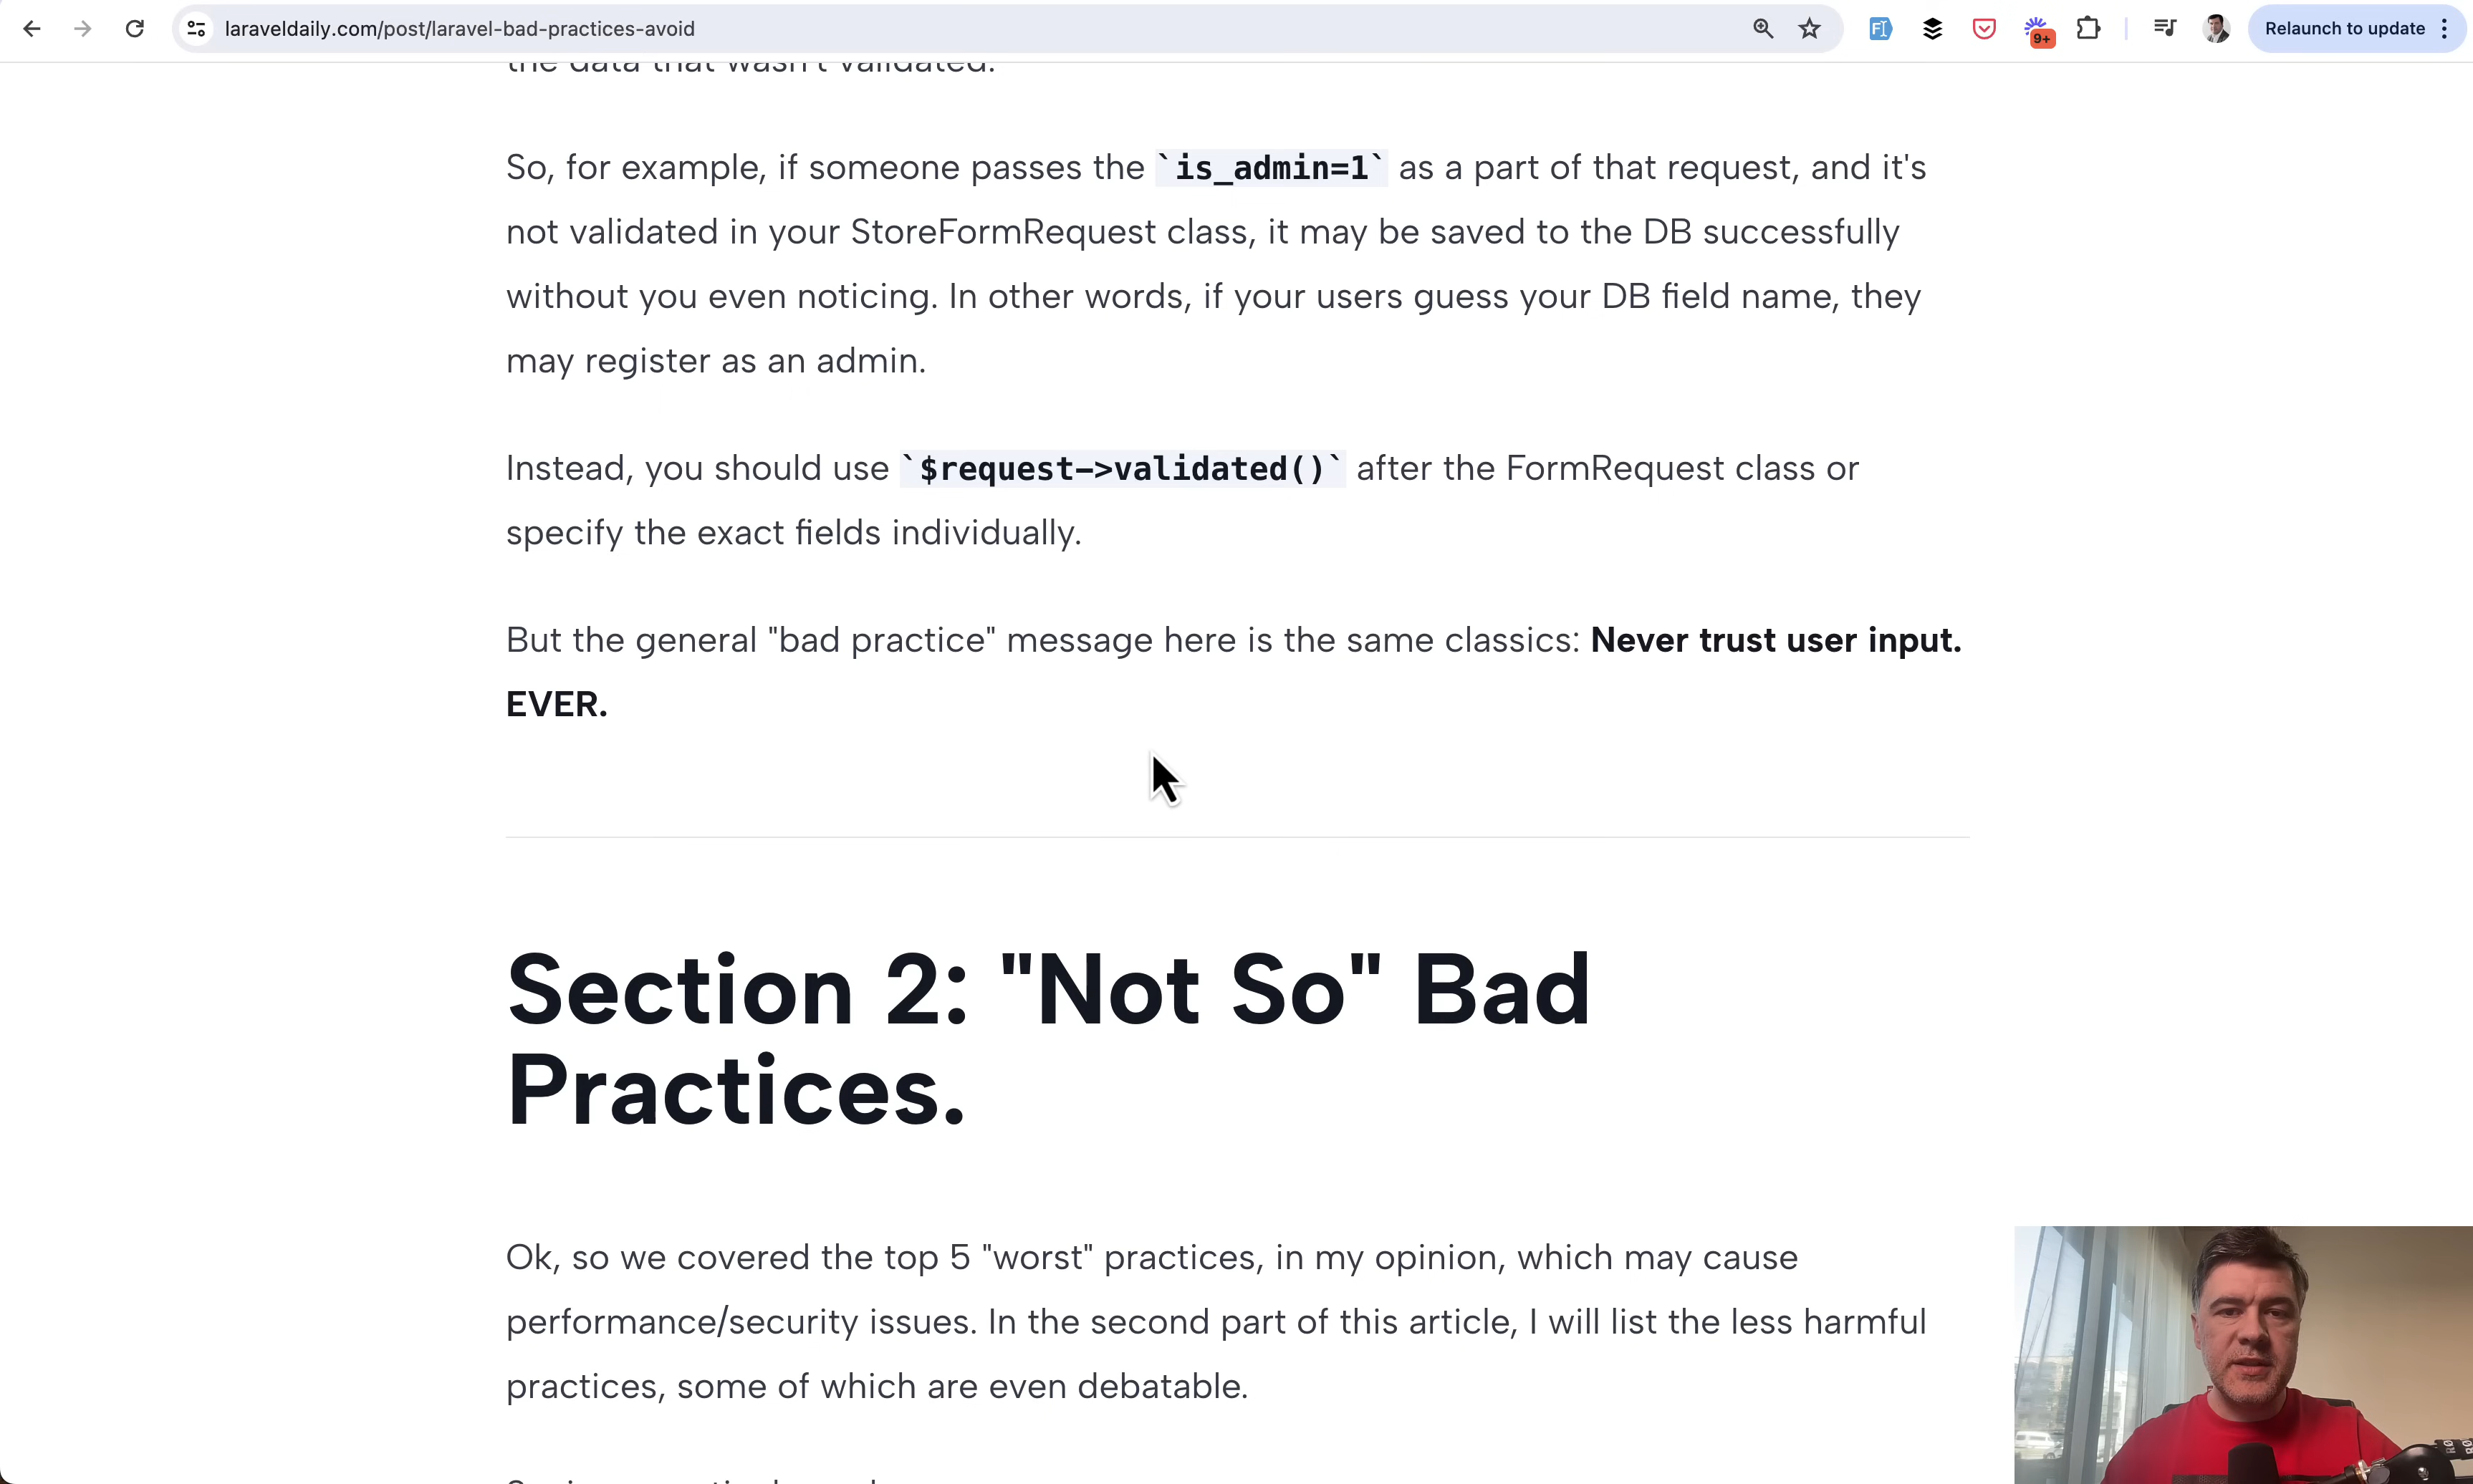 laraveldaily.com/post/laravel-bad-practices-avoid
9+
Relaunch to update
the data that wasn't validated.
So, for example, if someone passes the `is_admin=1` as a part of that request, and it's
not validated in your StoreFormRequest class, it may be saved to the DB successfully
without you even noticing. In other words, if your users guess your DB field name, they
may register as an admin.
Instead, you should use `$request->validated()` after the FormRequest class or
specify the exact fields individually.
But the general "bad practice" message here is the same classics: Never trust user input.
EVER.
Section 2: "Not So" Bad
Practices.
Ok, so we covered the top 5 "worst" practices, in my opinion, which may cause
performance/security issues. In the second part of this article, I will list the less harmful
practices, some of which are even debatable.